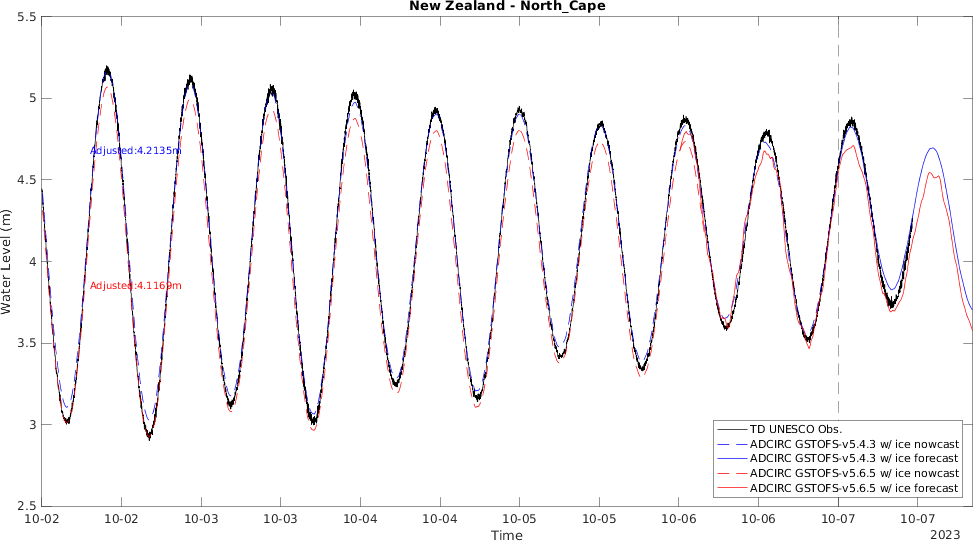 New Zealand - North_Cape
Water Level (m)
5.5
5
4.5
4
3.5
3
2.5
Adjusted:4.2135m
Adjusted:4.1169m
TD UNESCO Obs.
ADCIRC GSTOFS-v5.4.3 w/ ice nowcast
ADCIRC GSTOFS-v5.4.3 w/ ice forecast
ADCIRC GSTOFS-v5.6.5 w/ ice nowcast
ADCIRC GSTOFS-v5.6.5 w/ ice forecast
10-02 10-02 10-03 10-03 10-04 10-04 10-05 10-05 10-06 10-06 10-07 10-07
2023
Time